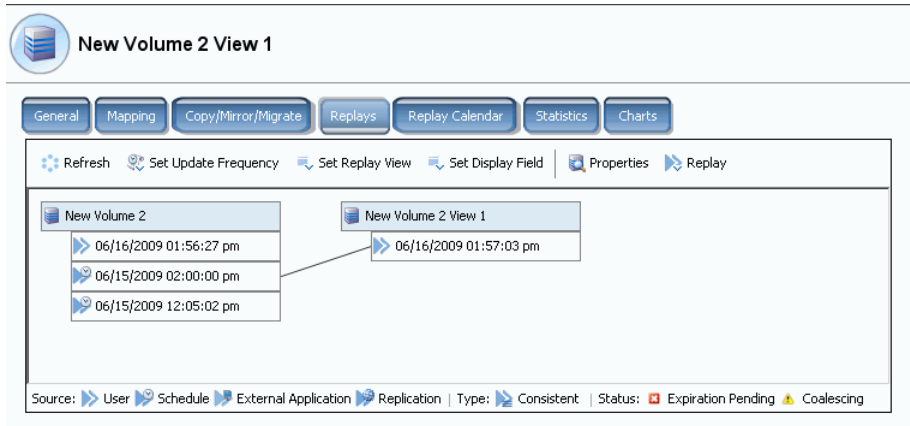 New Volume 2 View 1
General Mapping Copy/Mirror/Migrate Replays Replay Calendar Statistics Charts
Refresh Set Update Frequency Set Replay View Set Display Field Properties Replay
New Volume 2 New Volume 2 View 1
06/16/2009 01:56:27 pm 06/16/2009 01:57:03 pm
06/15/2009 02:00:00 pm
06/15/2009 12:05:02 pm
Source: User Schedule External Application Replication | Type: Consistent | Status: Expiration Pending Coalescing